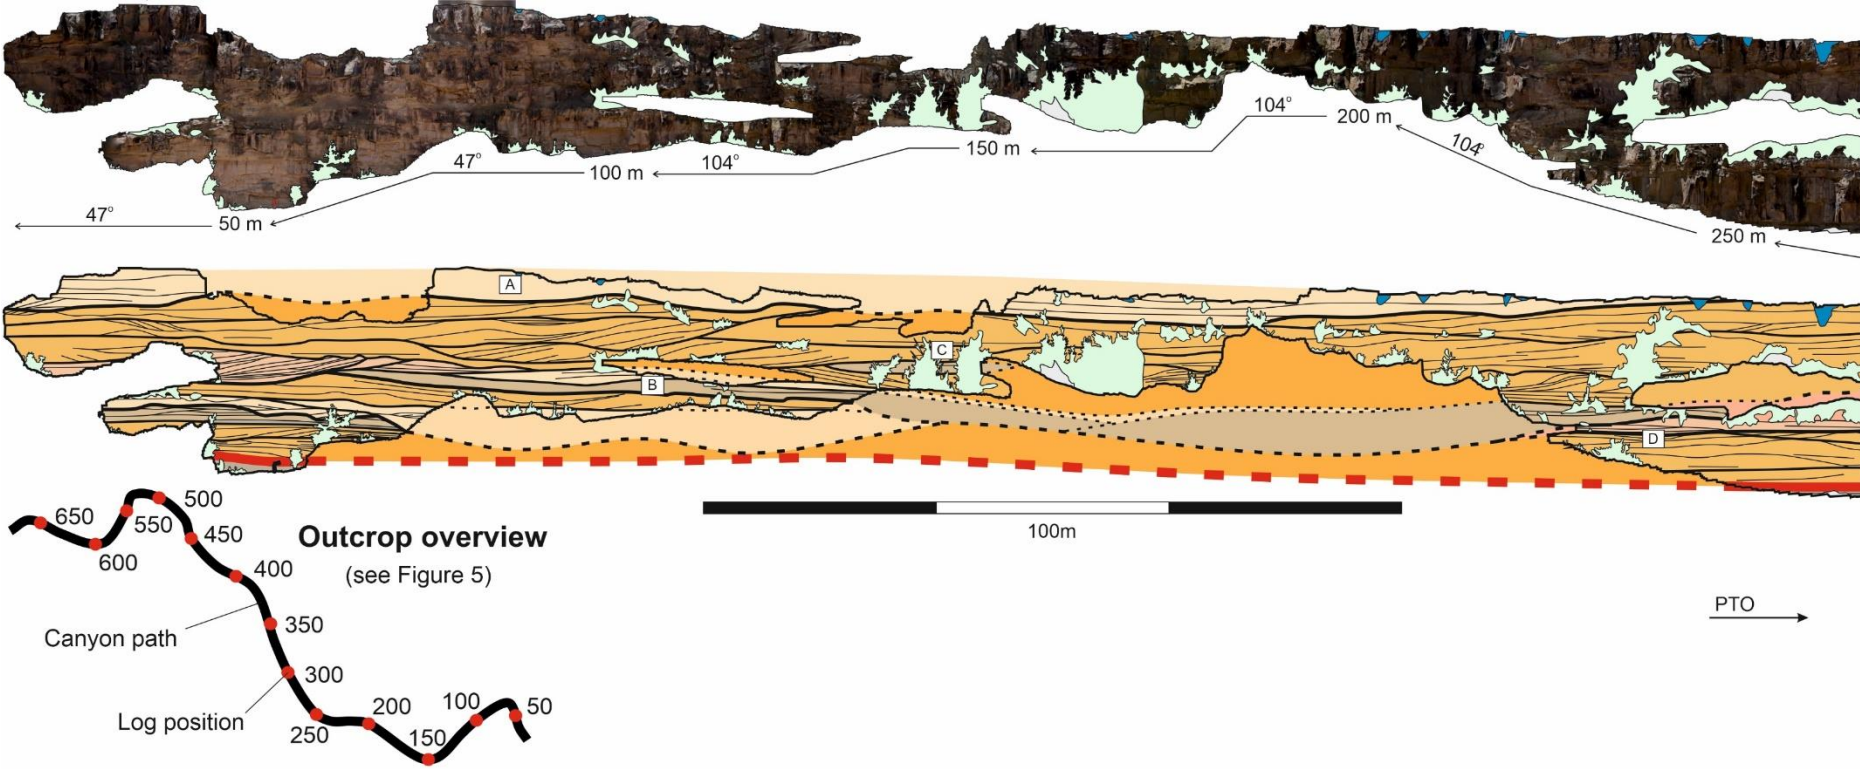 104°
200 m
104°
150 m
47°
100 m
104°
47°
50 m
250 m
A
B
C
D
100m
500
650
550
450
600
Outcrop overview
(see Figure 5)
400
Canyon path
350
300
Log position
250
200
150
100
50
PTO